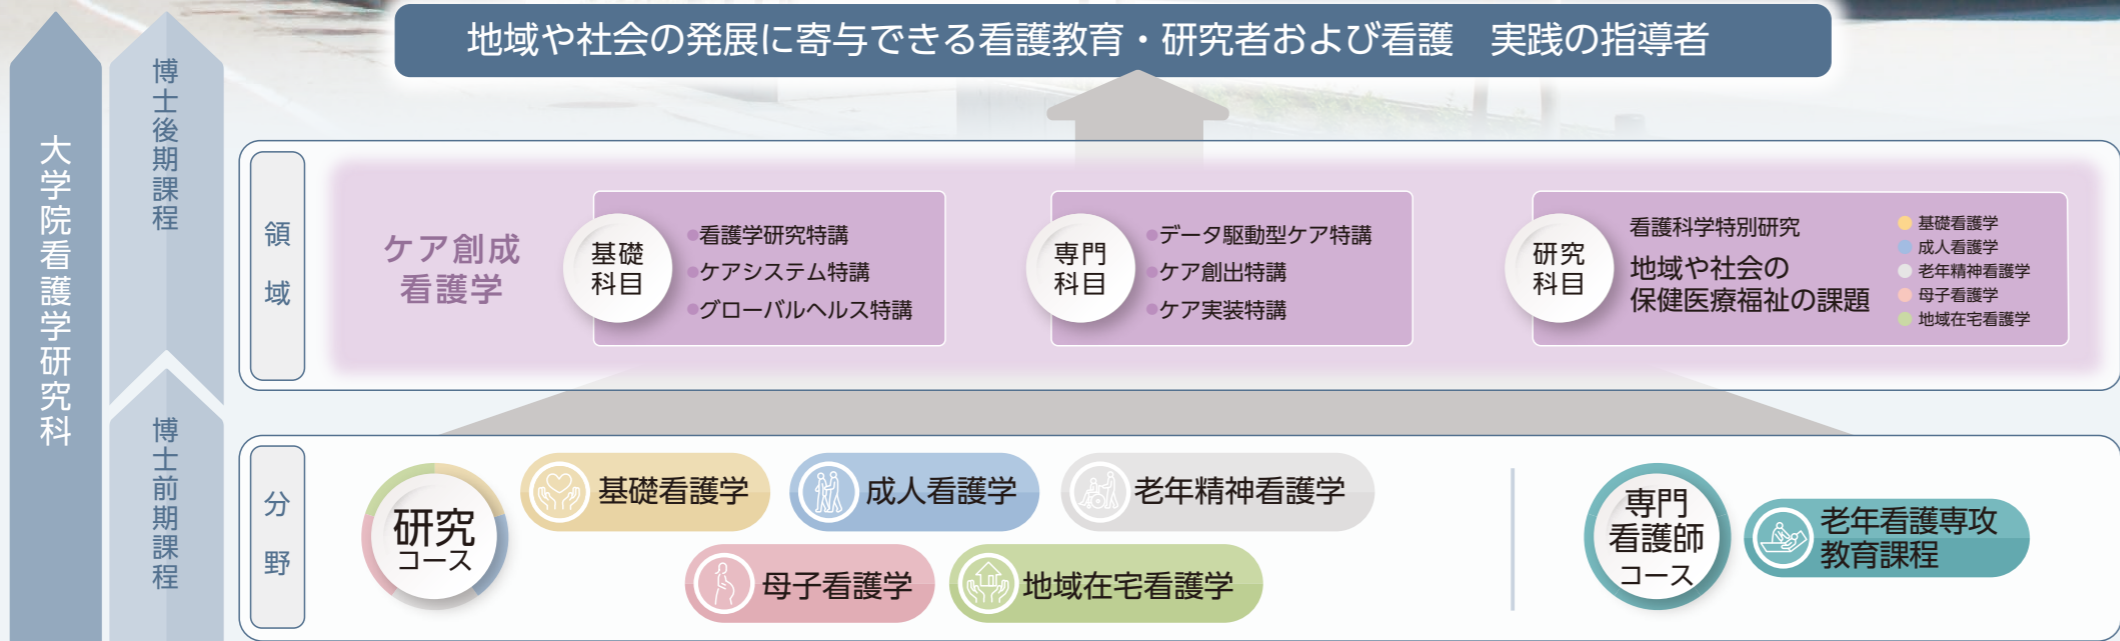 地域や社会の発展に寄与できる看護教育・研究者および看護　実践の指導者
大学院看護学研究科
博士後期課程
領域
ケア創成
看護学
基礎
科目
●看護学研究特講
●ケアシステム特講
●グローバルヘルス特講
専門
科目
●データ駆動型ケア特講
●ケア創出特講
●ケア実装特講
研究
科目
看護科学特別研究
地域や社会の
保健医療福祉の課題
●基礎看護学
●成人看護学
●老年精神看護学
●母子看護学
●地域在宅看護学
博士前期課程
分野
研究
コース
基礎看護学
成人看護学
老年精神看護学
母子看護学
地域在宅看護学
専門
看護師
コース
老年看護専攻
教育課程